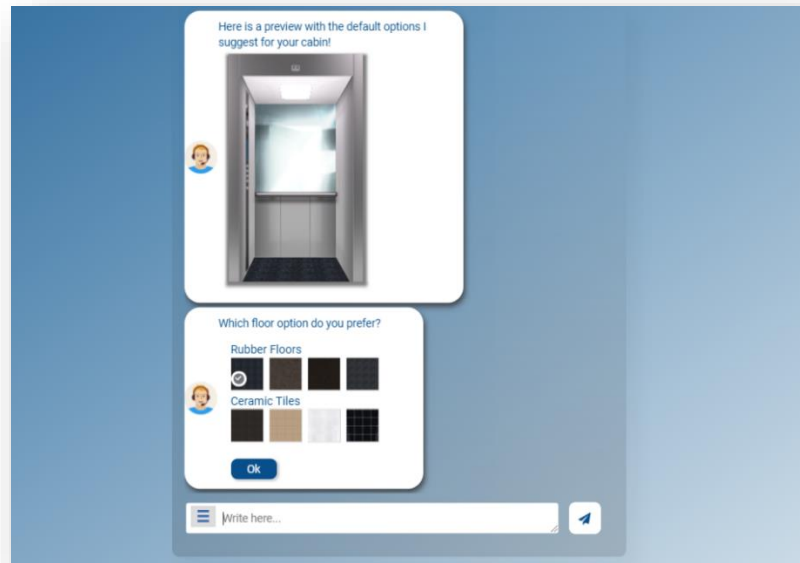 Here is a preview with the default options I
suggest for your cabin!
Which floor option do you prefer?
Rubber Floors
Ceramic Tiles
Ok
Write here...